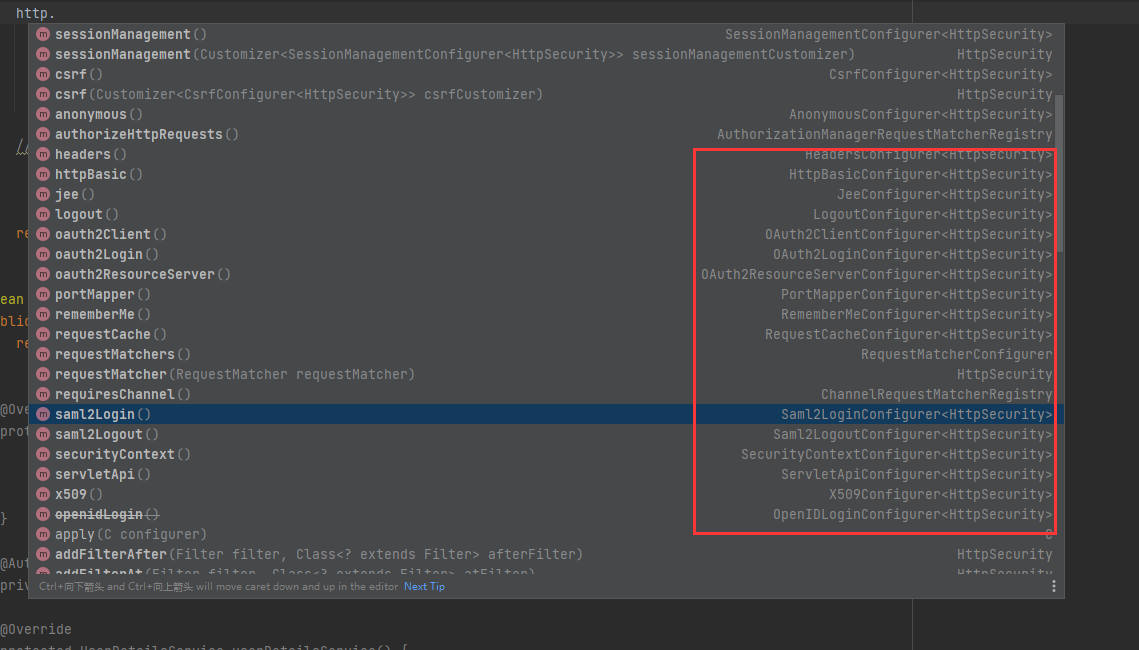 http.
m sessionManagement() SessionManagementConfigurer<HttpSecurity>
m sessionManagement(Customizer<SessionManagementConfigurer<HttpSecurity>> sessionManagementCustomizer) HttpSecurity
m csrf() CsrfConfigurer<HttpSecurity>
m csrf(Customizer<CsrfConfigurer<HttpSecurity>> csrfCustomizer) HttpSecurity
m anonymous() AnonymousConfigurer<HttpSecurity>
m authorizeHttpRequests() AuthorizationManagerRequestMatcherRegistry
// m headers() HeadersConfigurer<HttpSecurity>
m httpBasic() HttpBasicConfigurer<HttpSecurity>
m jee() JeeConfigurer<HttpSecurity>
m logout() LogoutConfigurer<HttpSecurity>
re m oauth2Client() OAuth2ClientConfigurer<HttpSecurity>
m oauth2Login() OAuth2LoginConfigurer<HttpSecurity>
m oauth2ResourceServer() OAuth2ResourceServerConfigurer<HttpSecurity>
ean m portMapper() PortMapperConfigurer<HttpSecurity>
blic m rememberMe() RememberMeConfigurer<HttpSecurity>
re m requestCache() RequestCacheConfigurer<HttpSecurity>
m requestMatchers() RequestMatcherConfigurer
m requestMatcher(RequestMatcher requestMatcher) HttpSecurity
m requiresChannel() ChannelRequestMatcherRegistry
@Ove m saml2Login() Saml2LoginConfigurer<HttpSecurity>
prot m saml2Logout() Saml2LogoutConfigurer<HttpSecurity>
m securityContext() SecurityContextConfigurer<HttpSecurity>
m servletApi() ServletApiConfigurer<HttpSecurity>
m x509() X509Configurer<HttpSecurity>
} m openidLogin() OpenIDLoginConfigurer<HttpSecurity>
m apply(C configurer) C
@Aut m addFilterAfter(Filter filter, Class<? extends Filter> afterFilter) HttpSecurity
m addFilterAt(Filter filter, Class<? extends Filter> atFilter) HttpSecurity
priv Ctrl+向下箭头 and Ctrl+向上箭头 will move caret down and up in the editor Next Tip
@Override
protected UserDetailsService userDetailsService() {